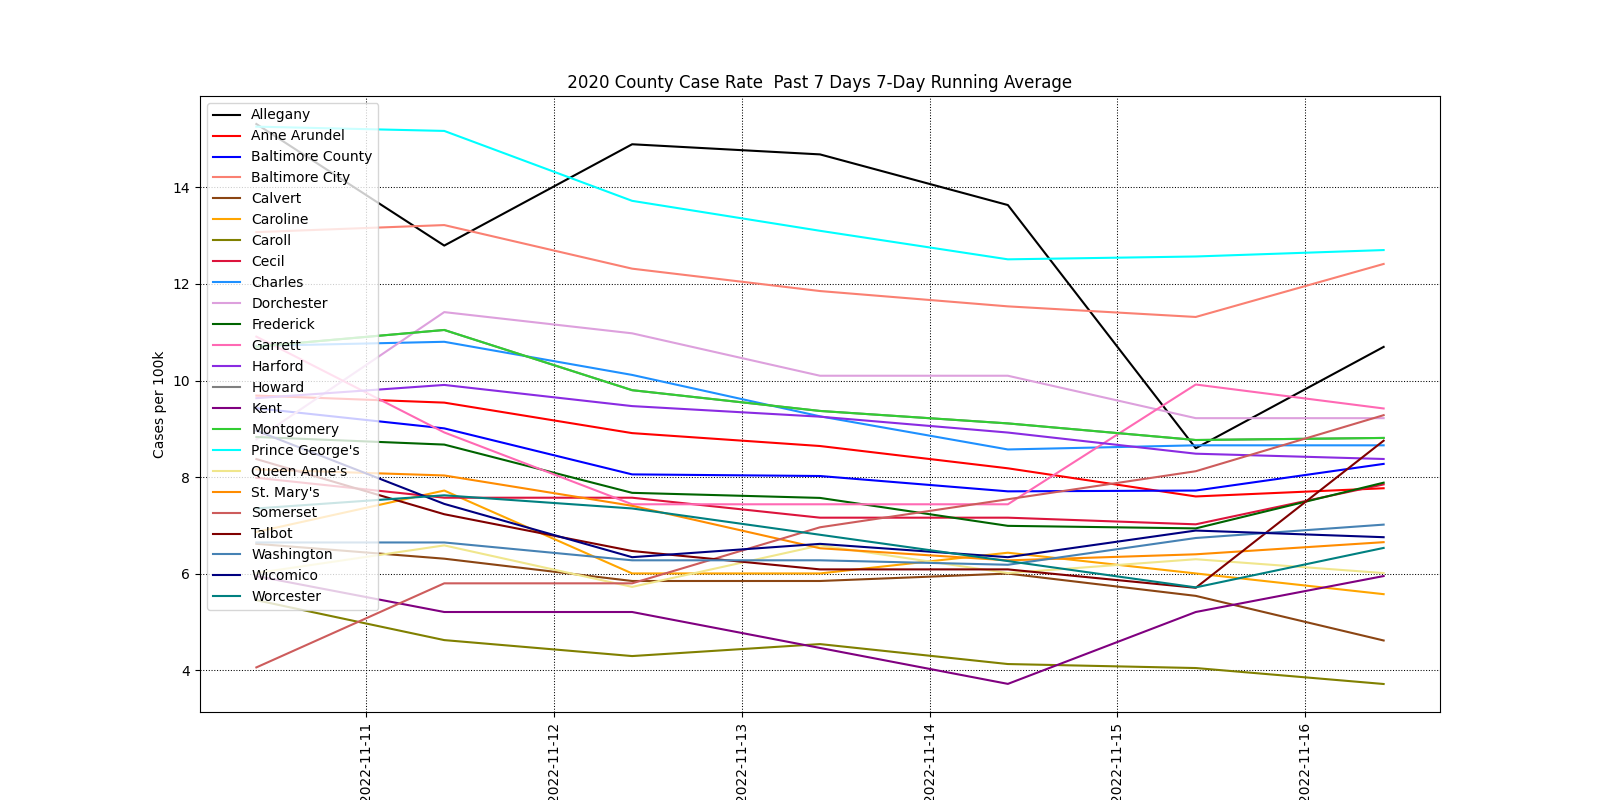 2020 County Case Rate  Past 7 Days 7-Day Running Average
Cases per 100k
14
12
10
8
6
4
Allegany
Anne Arundel
Baltimore County
Baltimore City
Calvert
Caroline
Caroll
Cecil
Charles
Dorchester
Frederick
Garrett
Harford
Howard
Kent
Montgomery
Prince George's
Queen Anne's
St. Mary's
Somerset
Talbot
Washington
Wicomico
Worcester
2022-11-11
2022-11-12
2022-11-13
2022-11-14
2022-11-15
2022-11-16